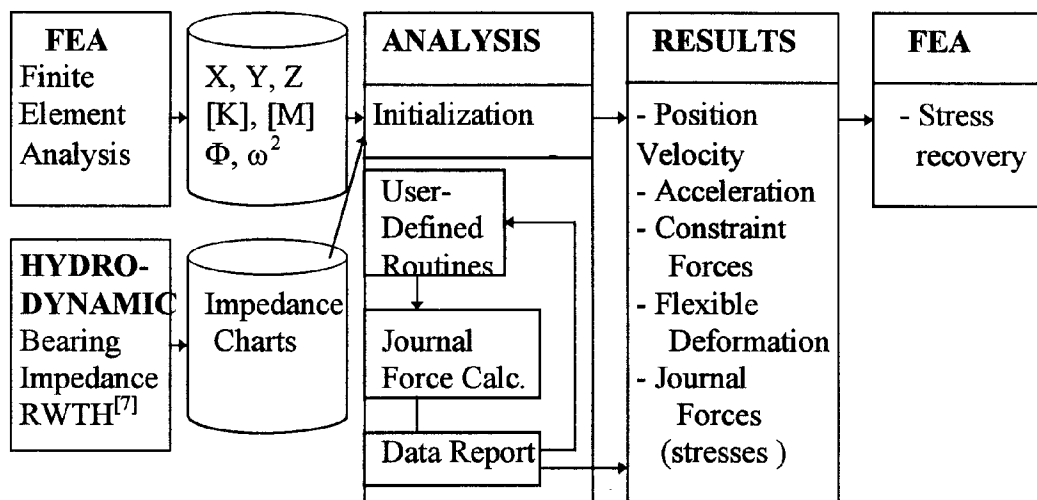 FEA
Finite
Element
Analysis
X, Y, Z
[K], [M]
Φ, ω²
HYDRO-
DYNAMIC
Bearing
Impedance
RWTH[7]
Impedance
Charts
ANALYSIS
Initialization
User-
Defined
Routines
Journal
Force Calc.
Data Report
RESULTS
- Position
Velocity
- Acceleration
- Constraint
Forces
- Flexible
Deformation
- Journal
Forces
(stresses )
FEA
- Stress
recovery